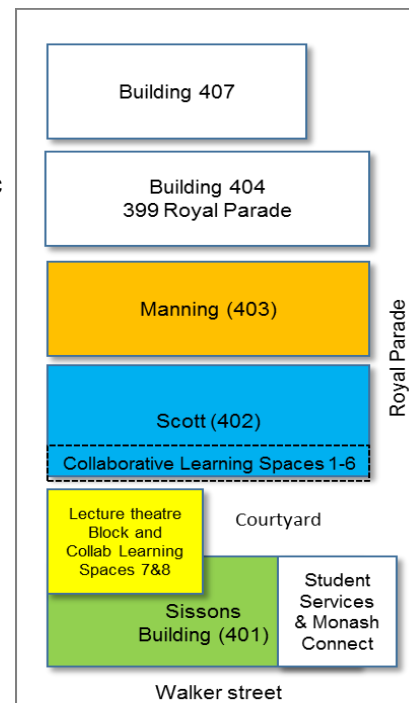 Building 407
Building 404
399 Royal Parade
Manning (403)
Royal Parade
Scott (402)
Collaborative Learning Spaces 1-6
Lecture theatre
Block and
Collab Learning
Spaces 7&8
Courtyard
Sissons
Building (401)
Student
Services
& Monash
Connect
Walker street